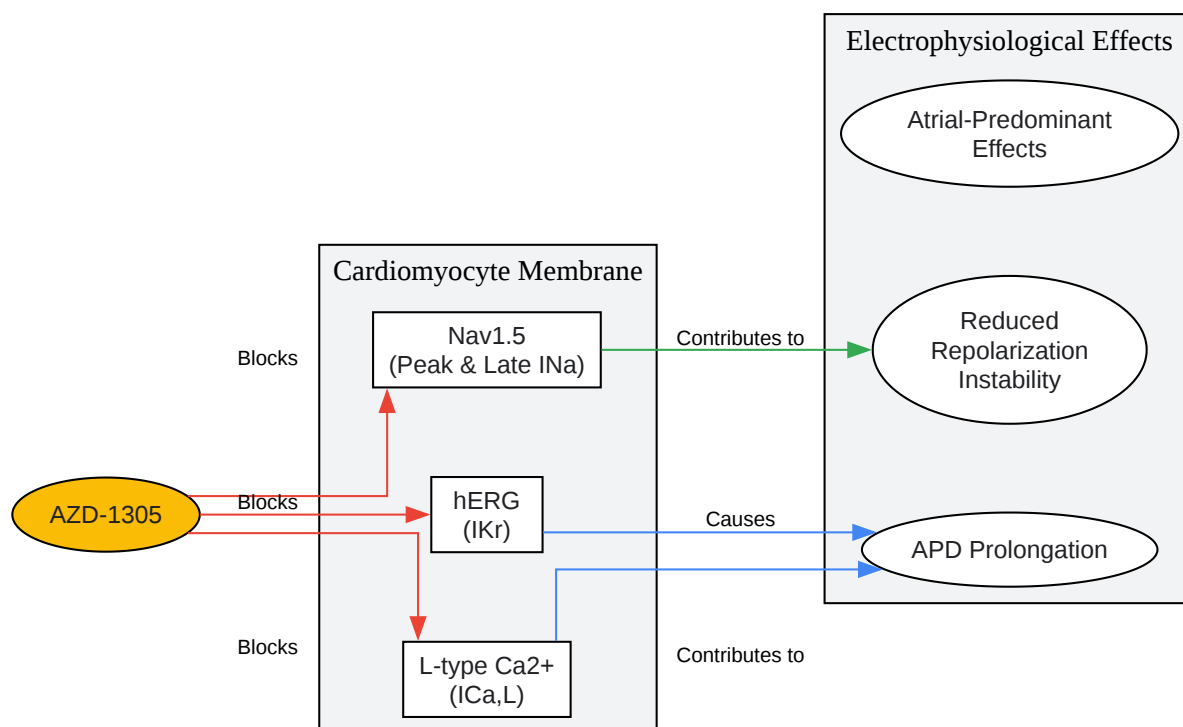 Electrophysiological Effects
Atrial-Predominant
Effects
Cardiomyocyte Membrane
Nav1.5
(Peak & Late INa)
Blocks
Contributes to
Reduced
Repolarization
Instability
AZD-1305
Blocks
hERG
(IKr)
Causes
APD Prolongation
Blocks
L-type Ca2+
(ICa,L)
Contributes to